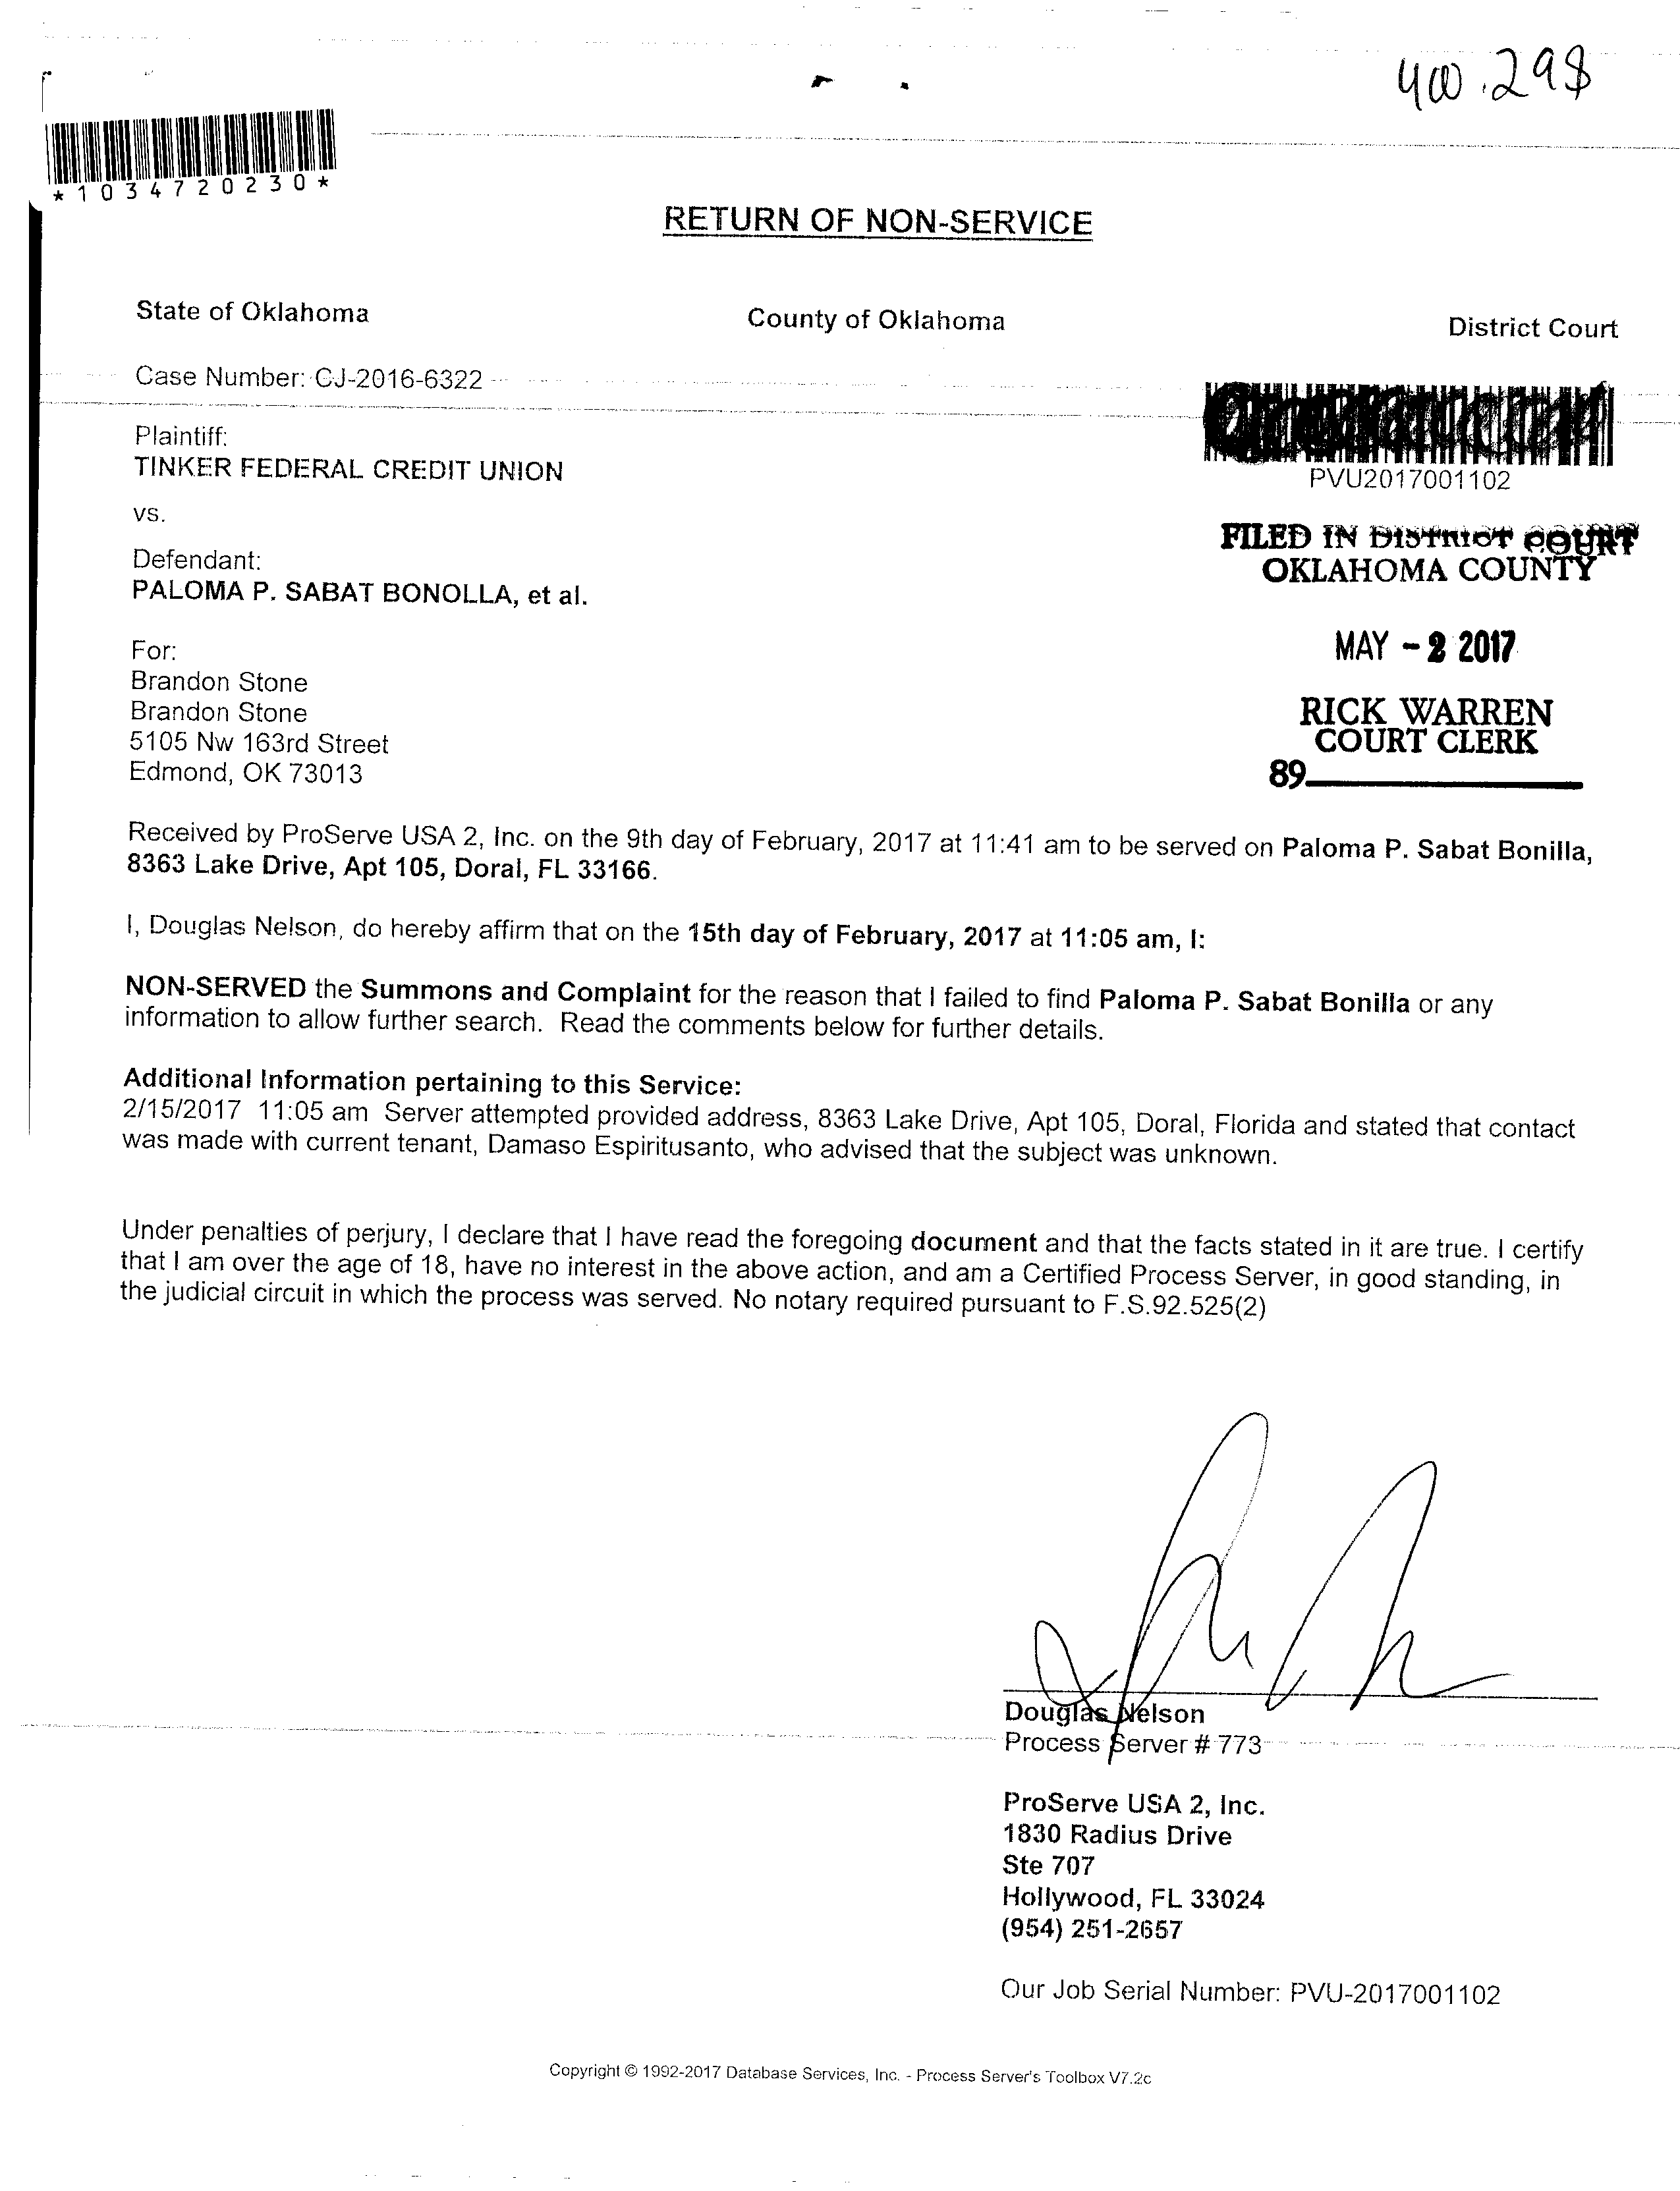 400.29$
*1034720230*
RETURN OF NON-SERVICE
State of Oklahoma County of Oklahoma District Court
Case Number: CJ-2016-6322
Plaintiff:
TINKER FEDERAL CREDIT UNION
vs.
Defendant:
PALOMA P. SABAT BONOLLA, et al.
PVU2017001102
FILED IN DISTRICT COURT
OKLAHOMA COUNTY
MAY - 2 2017
RICK WARREN
COURT CLERK
89
For:
Brandon Stone
Brandon Stone
5105 Nw 163rd Street
Edmond, OK 73013
Received by ProServe USA 2, Inc. on the 9th day of February, 2017 at 11:41 am to be served on Paloma P. Sabat Bonilla,
8363 Lake Drive, Apt 105, Doral, FL 33166.
I, Douglas Nelson, do hereby affirm that on the 15th day of February, 2017 at 11:05 am, I:
NON-SERVED the Summons and Complaint for the reason that I failed to find Paloma P. Sabat Bonilla or any
information to allow further search. Read the comments below for further details.
Additional Information pertaining to this Service:
2/15/2017 11:05 am Server attempted provided address, 8363 Lake Drive, Apt 105, Doral, Florida and stated that contact
was made with current tenant, Damaso Espiritusanto, who advised that the subject was unknown.
Under penalties of perjury, I declare that I have read the foregoing document and that the facts stated in it are true. I certify
that I am over the age of 18, have no interest in the above action, and am a Certified Process Server, in good standing, in
the judicial circuit in which the process was served. No notary required pursuant to F.S.92.525(2)
Douglas Nelson
Process Server # 773
ProServe USA 2, Inc.
1830 Radius Drive
Ste 707
Hollywood, FL 33024
(954) 251-2657
Our Job Serial Number: PVU-2017001102
Copyright © 1992-2017 Database Services, Inc. - Process Server's Toolbox V7.2c